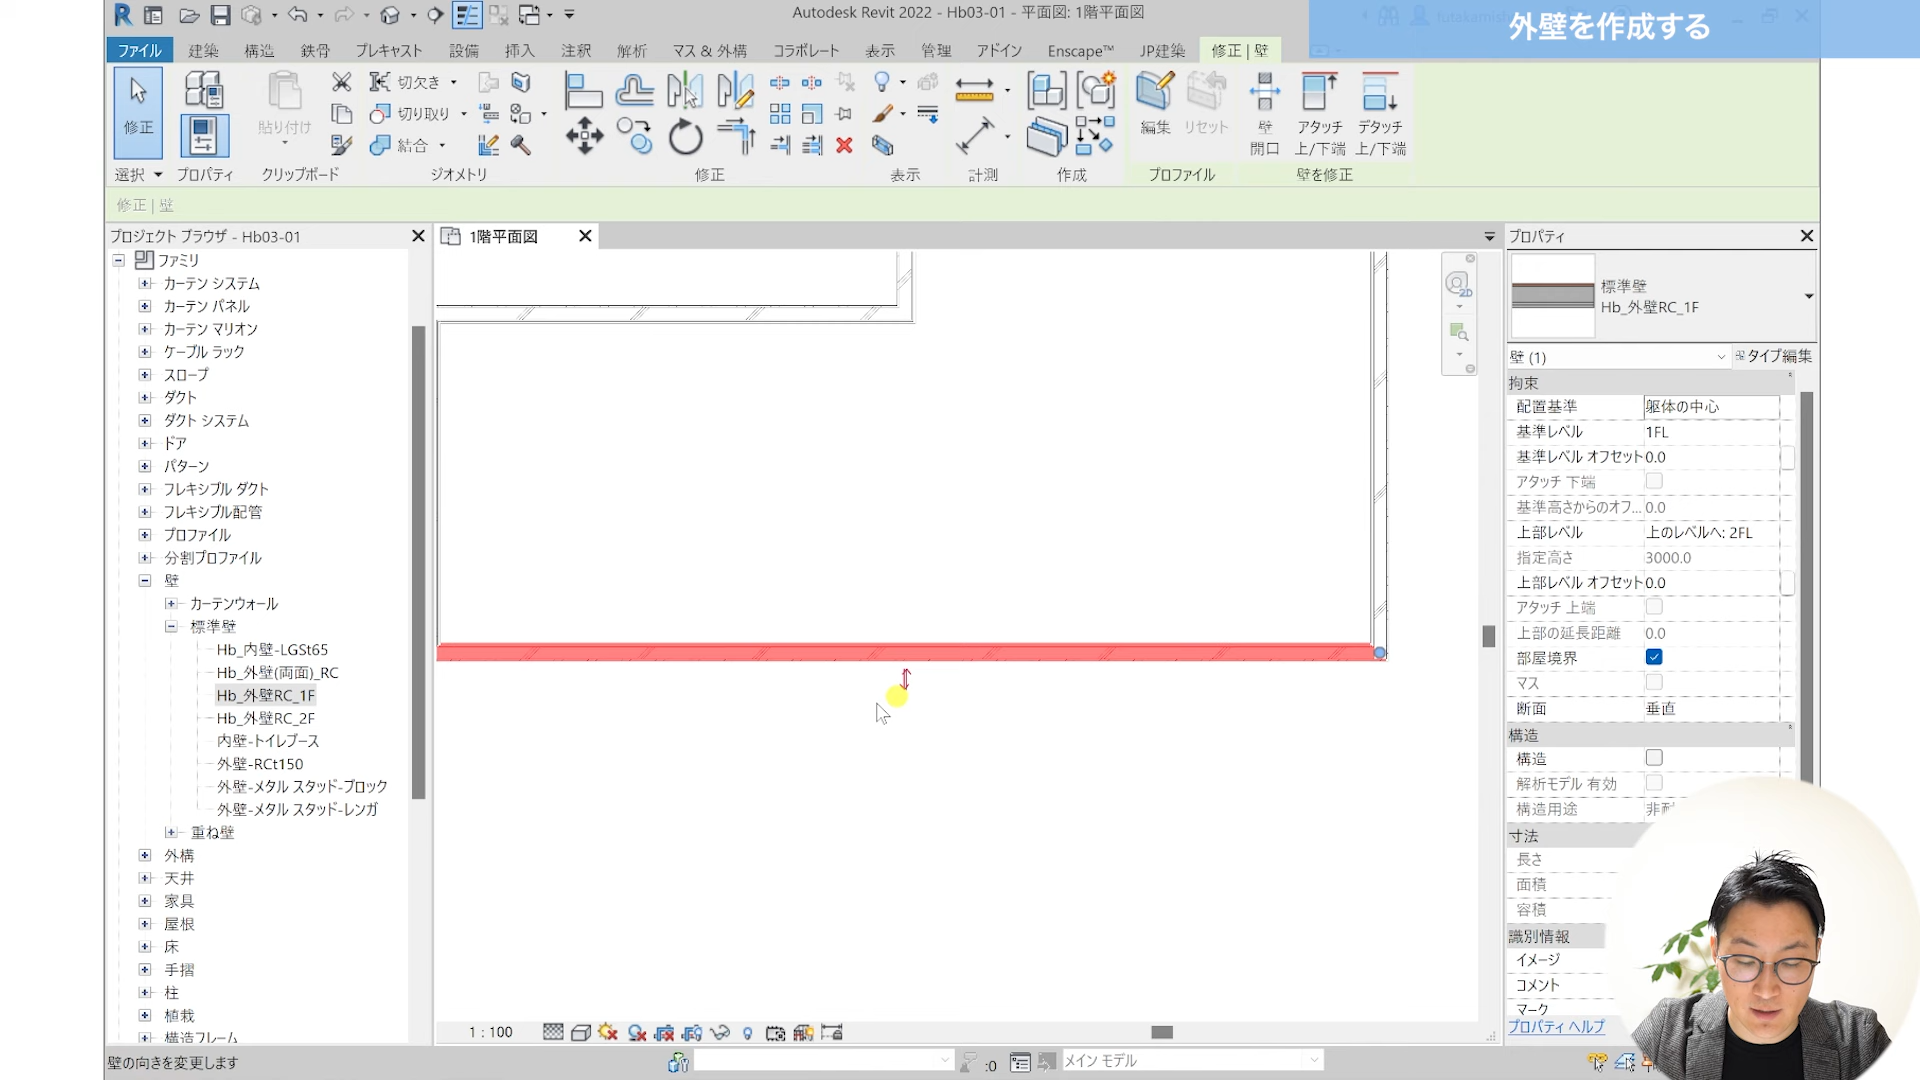 Autodesk Revit 2022 - Hb03-01 - 平面図: 1階平面図
外壁を作成する
ファイル 建築 構造 鉄骨 プレキャスト 設備 挿入 注釈 解析 マス & 外構 コラボレート 表示 管理 アドイン Enscape™ JP建築 修正 | 壁
修正
切欠き
貼り付け
切り取り
結合
編集 リセット
壁 開口
アタッチ 上/下端
デタッチ 上/下端
選択 プロパティ クリップボード ジオメトリ 修正 表示 計測 作成 プロファイル 壁を修正
修正 | 壁
プロジェクト ブラウザ - Hb03-01
1階平面図
プロパティ
ファミリ
カーテン システム
カーテン パネル
カーテン マリオン
ケーブル ラック
スロープ
ダクト
ダクト システム
ドア
パターン
フレキシブル ダクト
フレキシブル配管
プロファイル
分割プロファイル
壁
カーテンウォール
標準壁
Hb_内壁-LGSt65
Hb_外壁(両面)_RC
Hb_外壁RC_1F
Hb_外壁RC_2F
内壁-トイレブース
外壁-RCt150
外壁-メタル スタッド-ブロック
外壁-メタル スタッド-レンガ
重ね壁
外構
天井
家具
屋根
床
手摺
柱
植栽
構造フレーム
2D
標準壁
Hb_外壁RC_1F
壁 (1)
タイプ編集
拘束
配置基準 躯体の中心
基準レベル 1FL
基準レベル オフセット 0.0
アタッチ 下端
基準高さからのオフ... 0.0
上部レベル 上のレベルへ: 2FL
指定高さ 3000.0
上部レベル オフセット 0.0
アタッチ 上端
上部の延長距離 0.0
部屋境界
マス
断面 垂直
構造
構造
解析モデル 有効
構造用途 非耐
寸法
長さ
面積
容積
識別情報
イメージ
コメント
マーク
プロパティ ヘルプ
1 : 100
壁の向きを変更します
:0
メイン モデル